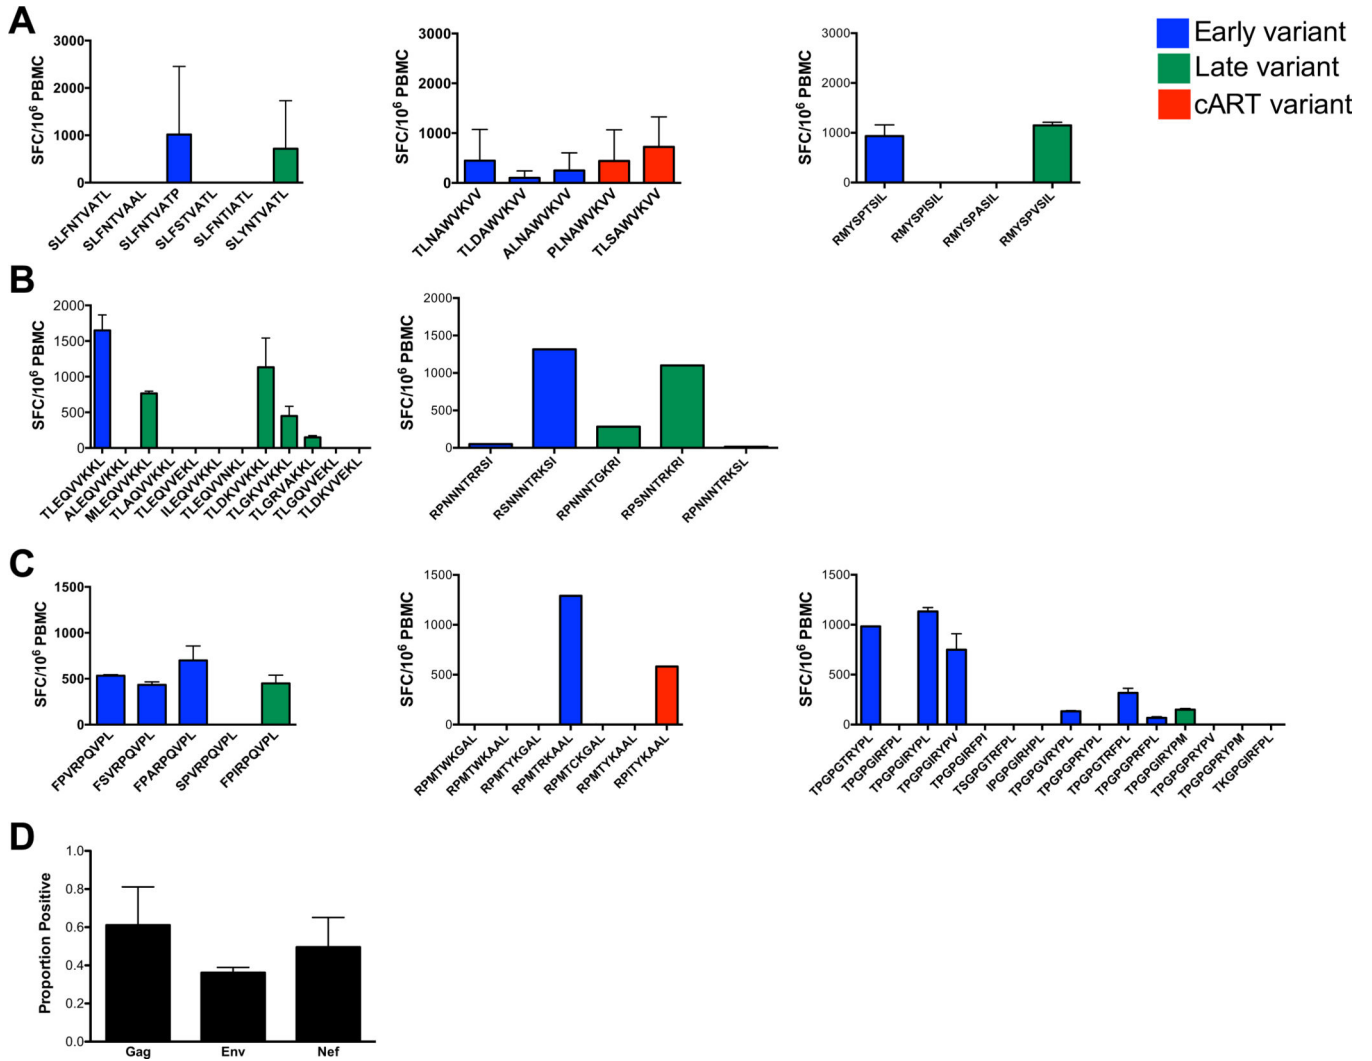 A
SFC/10⁶ PBMC
3000
2000
1000
0
SLFNTVATL
SLFNTVAAL
SLFNTVATP
SLFSTVATL
SLFNTIATL
SLYNTVATL
SFC/10⁶ PBMC
3000
2000
1000
0
TLNAWVKVV
TLDAWVKVV
ALNAWVKVV
PLNAWVKVV
TLSAWVKVV
SFC/10⁶ PBMC
3000
2000
1000
0
RMYSPTSIL
RMYSPISIL
RMYSPASIL
RMYSPVSIL
Early variant
Late variant
cART variant
B
SFC/10⁶ PBMC
2000
1500
1000
500
0
TLEQVVKKL
ALEQVVKKL
MLEQVVKKL
TLAQVVKKL
TLEQVVEKL
ILEQVVKKL
TLEQVVNKL
TLDKVVKKL
TLGKVVKKL
TLGRVAKKL
TLGQVVEKL
TLDKVVEKL
SFC/10⁶ PBMC
2000
1500
1000
500
0
RPNNNTRRSI
RSNNNTRKSI
RPNNNTGKRI
RPSNNTRKRI
RPNNNTRKSL
C
SFC/10⁶ PBMC
1500
1000
500
0
FPVRPQVPL
FSVRPQVPL
FPARPQVPL
SPVRPQVPL
FPIRPQVPL
SFC/10⁶ PBMC
1500
1000
500
0
RPMTWKGAL
RPMTWKAAL
RPMTYKGAL
RPMTRKAAL
RPMTCKGAL
RPMTYKAAL
RPITYKAAL
SFC/10⁶ PBMC
1500
1000
500
0
TPGPGTRYPL
TPGPGIRFPL
TPGPGIRYPL
TPGPGIRYPV
TPGPGIRFPI
TSGPGTRFPL
IPGPGIRHPL
TPGPGVRYPL
TPGPGPRYPL
TPGPGTRFPL
TPGPGPRFPL
TPGPGIRYPM
TPGPGPRYPV
TPGPGPRYPM
TKGPGIRFPL
D
Proportion Positive
1.0
0.8
0.6
0.4
0.2
0.0
Gag
Env
Nef